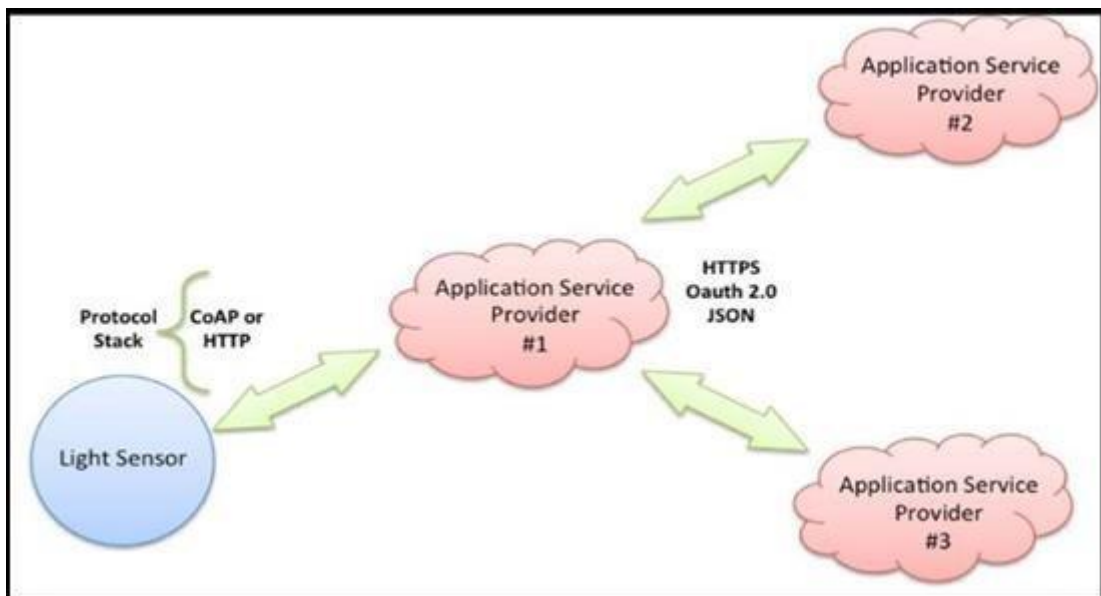 Application Service
Provider
#2
Application Service
Provider
#1
HTTPS
Oauth 2.0
JSON
Protocol
Stack
CoAP or
HTTP
Light Sensor
Application Service
Provider
#3